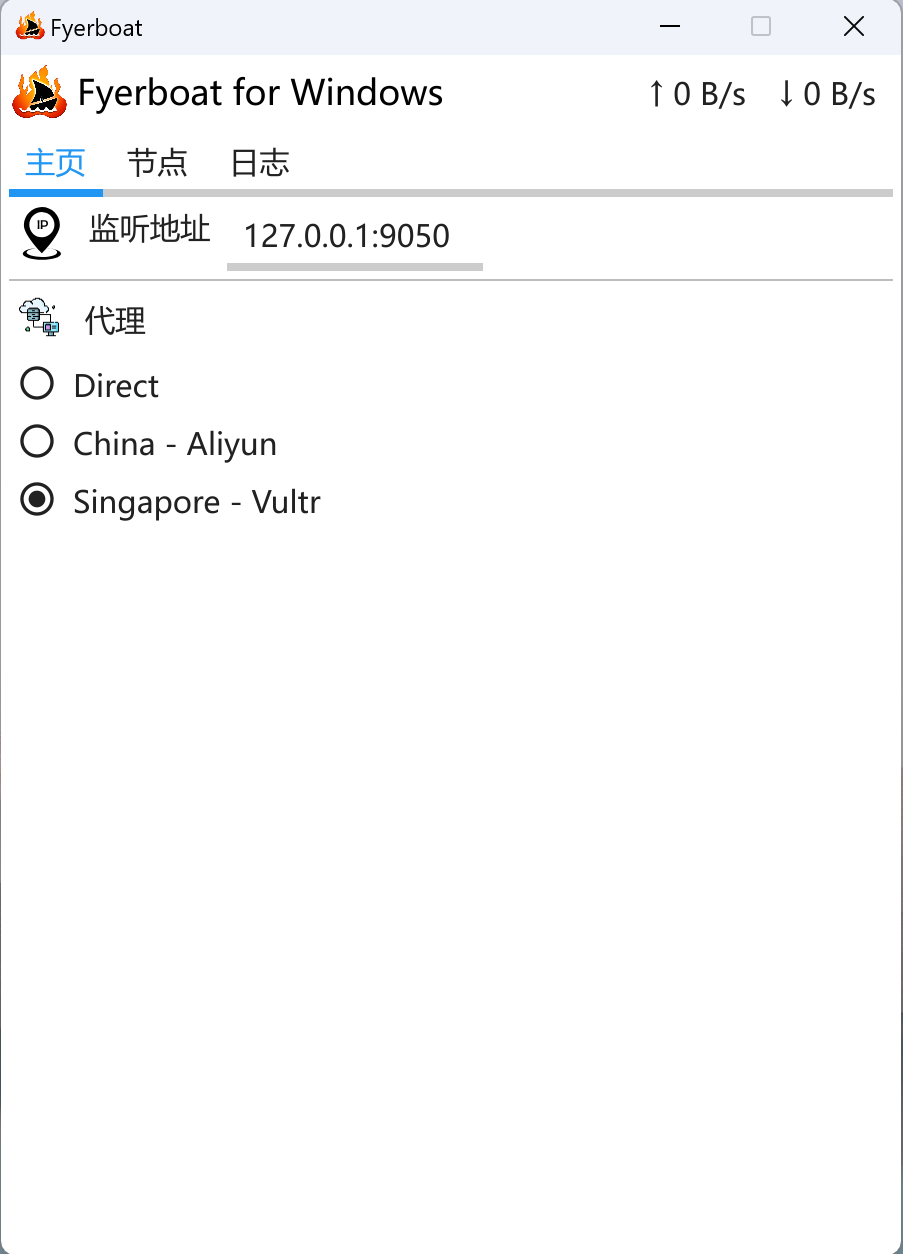 Fyerboat
Fyerboat for Windows ↑ 0 B/s ↓ 0 B/s
主页 节点 日志
IP 监听地址 127.0.0.1:9050
代理
Direct
China - Aliyun
Singapore - Vultr